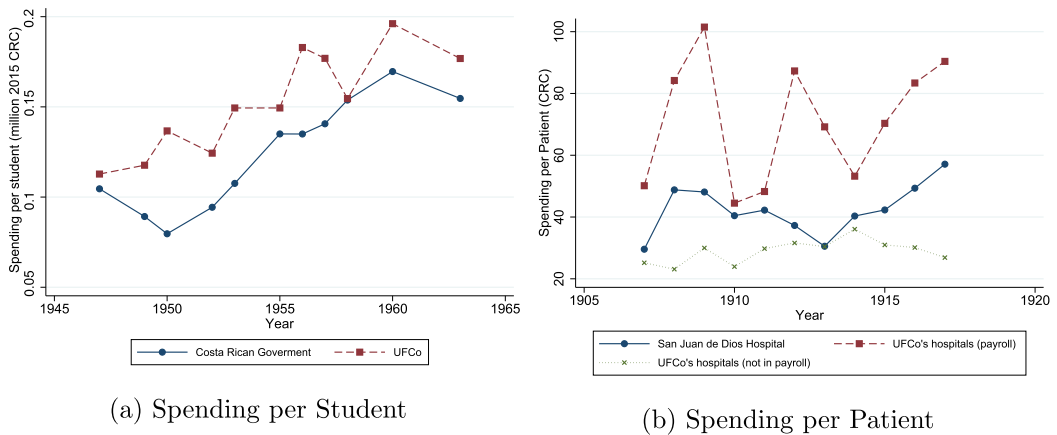 Spending per student (million 2015 CRC)
0.2
0.15
0.1
0.05
1945 1950 1955 1960 1965
Year
Costa Rican Goverment UFCo
(a) Spending per Student
Spending per Patient (CRC)
100
80
60
40
20
1905 1910 1915 1920
Year
San Juan de Dios Hospital UFCo's hospitals (payroll)
UFCo's hospitals (not in payroll)
(b) Spending per Patient